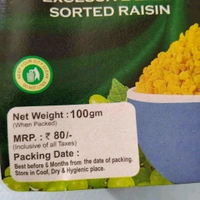 SORTED RAISIN
Net Weight : 100gm
(When Packed)
MRP. : ₹ 80/-
(Inclusive of all Taxes)
Packing Date :
Best before 6 Months from the date of packing.
Store in Cool, Dry & Hygienic place.